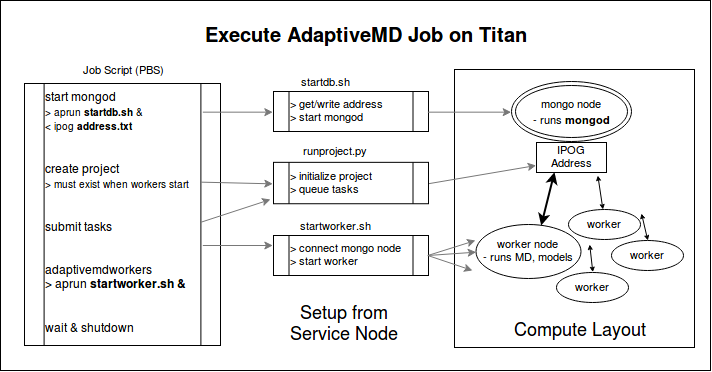 Execute AdaptiveMD Job on Titan
Job Script (PBS)
start mongod
> aprun startdb.sh &
< ipog address.txt
create project
> must exist when workers start
submit tasks
adaptivemdworkers
> aprun startworker.sh &
wait & shutdown
startdb.sh
> get/write address
> start mongod
runproject.py
> initialize project
> queue tasks
startworker.sh
> connect mongo node
> start worker
Setup from
Service Node
mongo node
- runs mongod
IPOG
Address
worker node
- runs MD, models
worker
worker
worker
Compute Layout